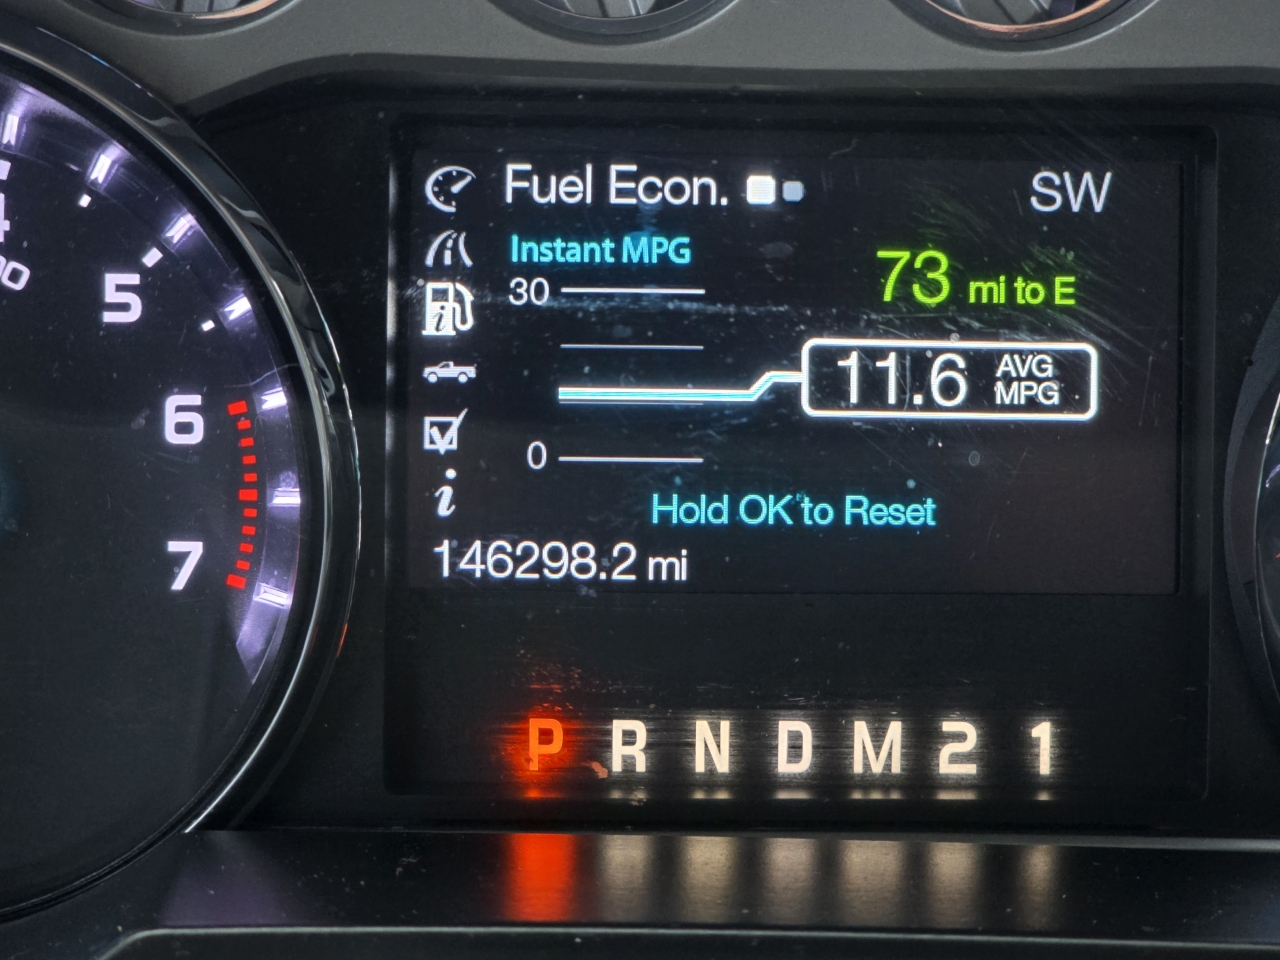 Fuel Econ.
SW
Instant MPG
73 mi to E
30
11.6 AVG MPG
0
Hold OK to Reset
146298.2 mi
P R N D M 2 1
5
6
7